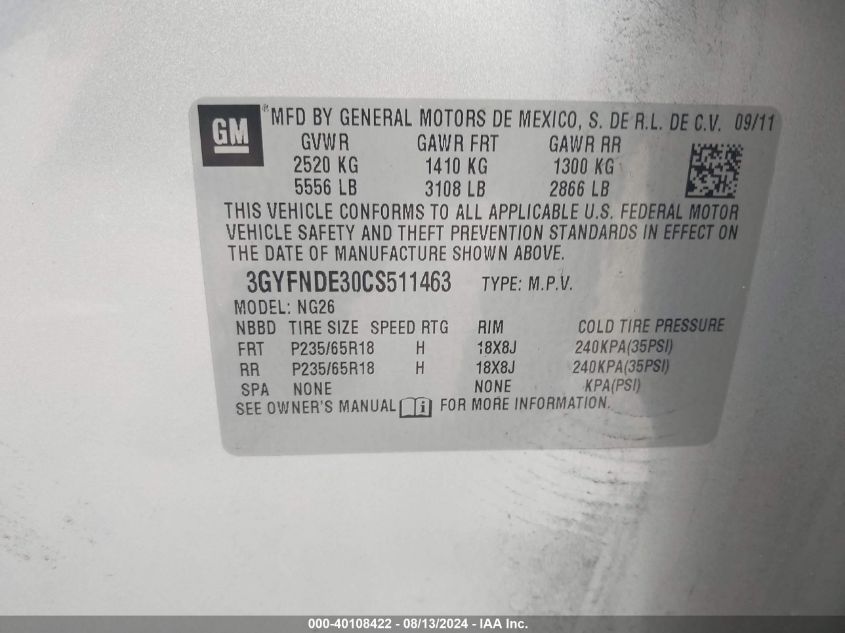 GM ® MFD BY GENERAL MOTORS DE MEXICO, S. DE R.L. DE C.V. 09/11
GVWR GAWR FRT GAWR RR
2520 KG 1410 KG 1300 KG
5556 LB 3108 LB 2866 LB
THIS VEHICLE CONFORMS TO ALL APPLICABLE U.S. FEDERAL MOTOR
VEHICLE SAFETY AND THEFT PREVENTION STANDARDS IN EFFECT ON
THE DATE OF MANUFACTURE SHOWN ABOVE.
3GYFNDE30CS511463 TYPE: M.P.V.
MODEL: NG26
NBBD TIRE SIZE SPEED RTG RIM COLD TIRE PRESSURE
FRT P235/65R18 H 18X8J 240KPA(35PSI)
RR P235/65R18 H 18X8J 240KPA(35PSI)
SPA NONE NONE KPA(PSI)
SEE OWNER'S MANUAL i FOR MORE INFORMATION.
000-40108422 - 08/13/2024 - IAA Inc.